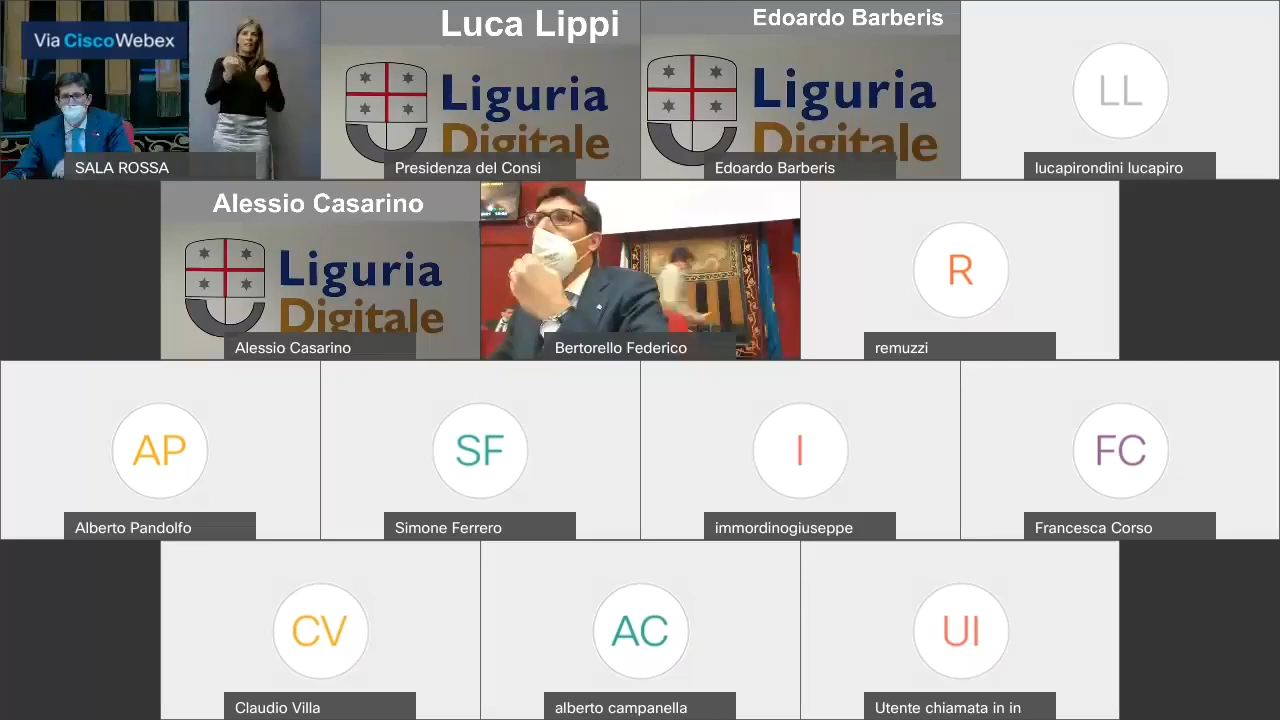 Via Cisco Webex
SALA ROSSA
Luca Lippi
Liguria
Digitale
Presidenza del Consi
Edoardo Barberis
Liguria
Digitale
Edoardo Barberis
LL
lucapirondini lucapiro
Alessio Casarino
Liguria
Digitale
Alessio Casarino
Bertorello Federico
R
remuzzi
AP
Alberto Pandolfo
SF
Simone Ferrero
I
immordinogiuseppe
FC
Francesca Corso
CV
Claudio Villa
AC
alberto campanella
UI
Utente chiamata in in